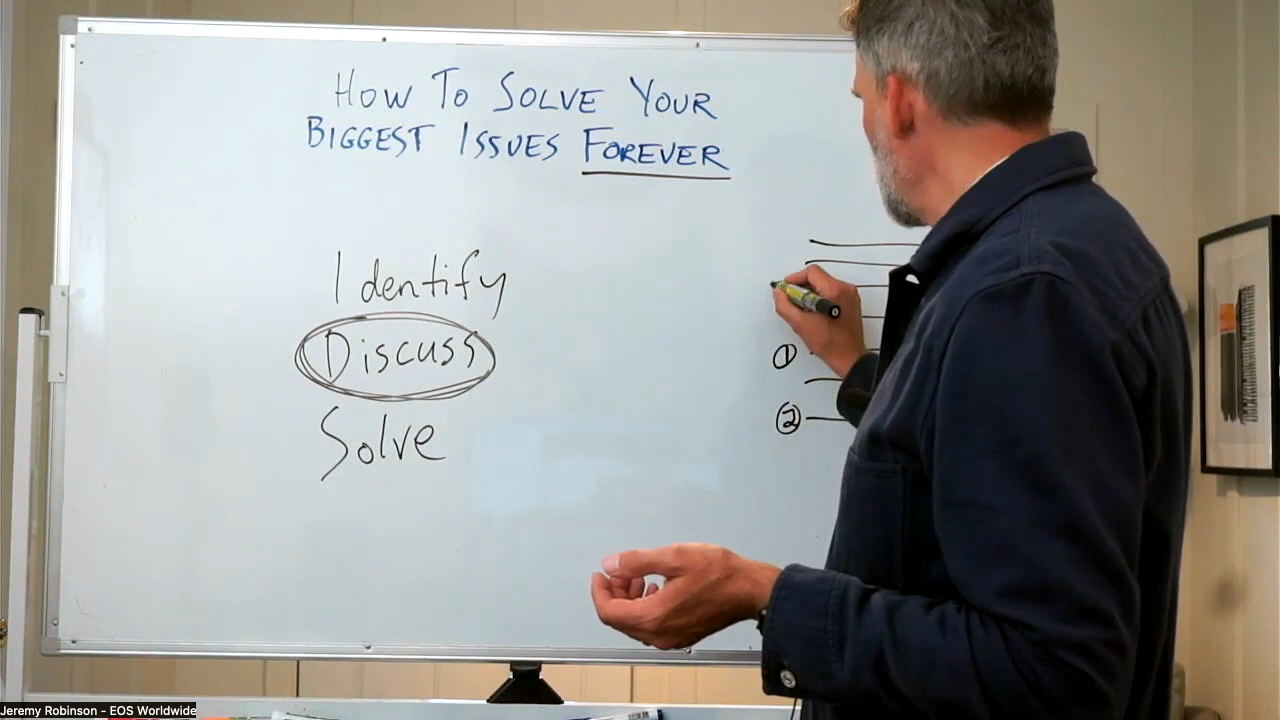 HOW TO SOLVE YOUR
BIGGEST ISSUES FOREVER
Identify
Discuss
Solve
1
2
Jeremy Robinson - EOS Worldwide